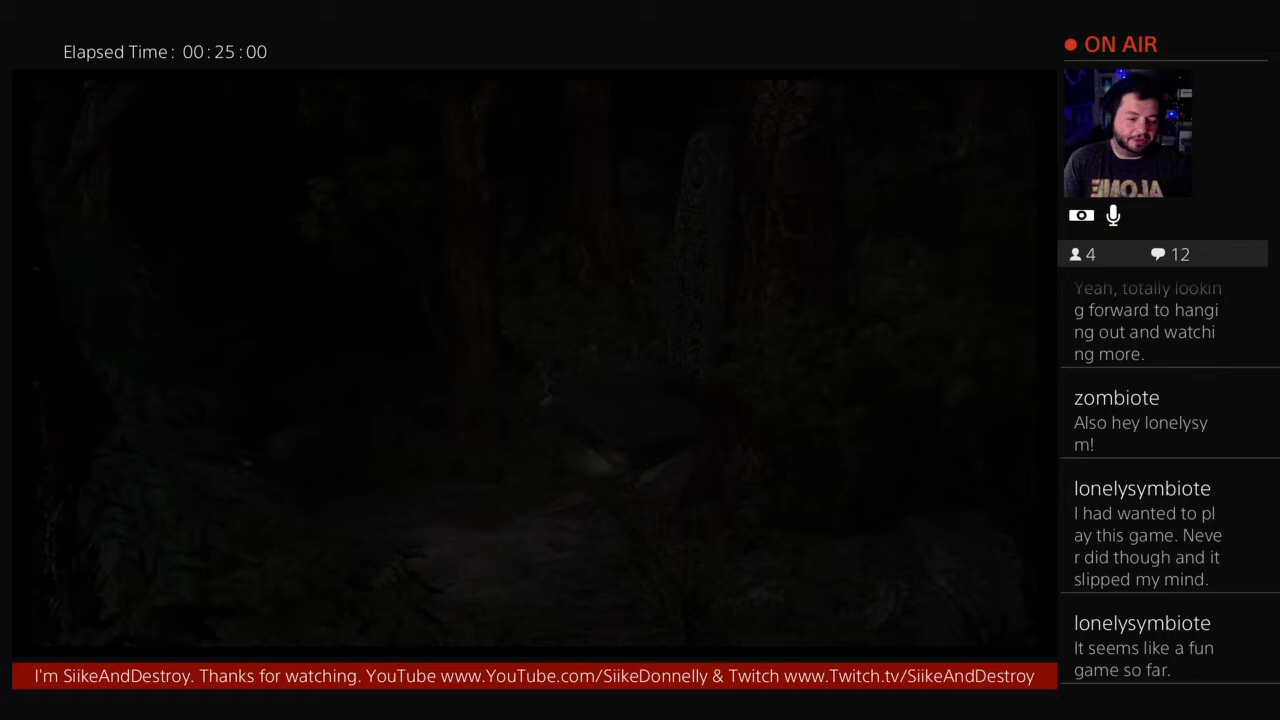 Elapsed Time: 00:25:00
ON AIR
4
12
Yeah, totally lookin
g forward to hangi
ng out and watchi
ng more.
zombiote
Also hey lonelysy
m!
lonelysymbiote
I had wanted to pl
ay this game. Neve
r did though and it
slipped my mind.
lonelysymbiote
It seems like a fun
game so far.
I'm SiikeAndDestroy. Thanks for watching. YouTube www.YouTube.com/SiikeDonnelly & Twitch www.Twitch.tv/SiikeAndDestroy